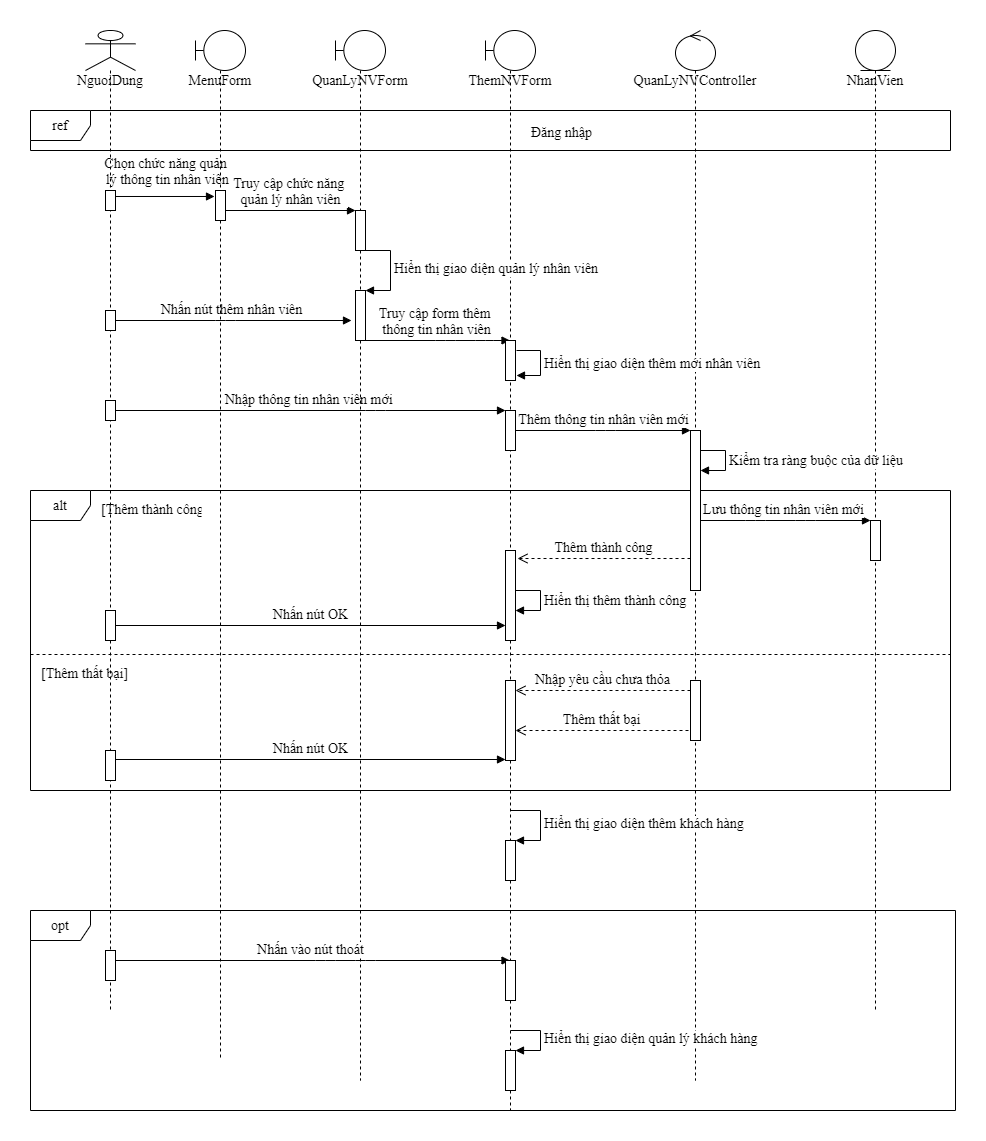 NguoiDung
MenuForm
QuanLyNVForm
ThemNVForm
QuanLyNVController
NhanVien
ref
Đăng nhập
Chọn chức năng quản
lý thông tin nhân viên
Truy cập chức năng
quản lý nhân viên
Hiển thị giao diện quản lý nhân viên
Nhấn nút thêm nhân viên
Truy cập form thêm
thông tin nhân viên
Hiển thị giao diện thêm mới nhân viên
Nhập thông tin nhân viên mới
Thêm thông tin nhân viên mới
Kiểm tra ràng buộc của dữ liệu
alt
[Thêm thành công
Lưu thông tin nhân viên mới
Thêm thành công
Hiển thị thêm thành công
Nhấn nút OK
[Thêm thất bại]
Nhập yêu cầu chưa thỏa
Thêm thất bại
Nhấn nút OK
Hiển thị giao diện thêm khách hàng
opt
Nhấn vào nút thoát
Hiển thị giao diện quản lý khách hàng